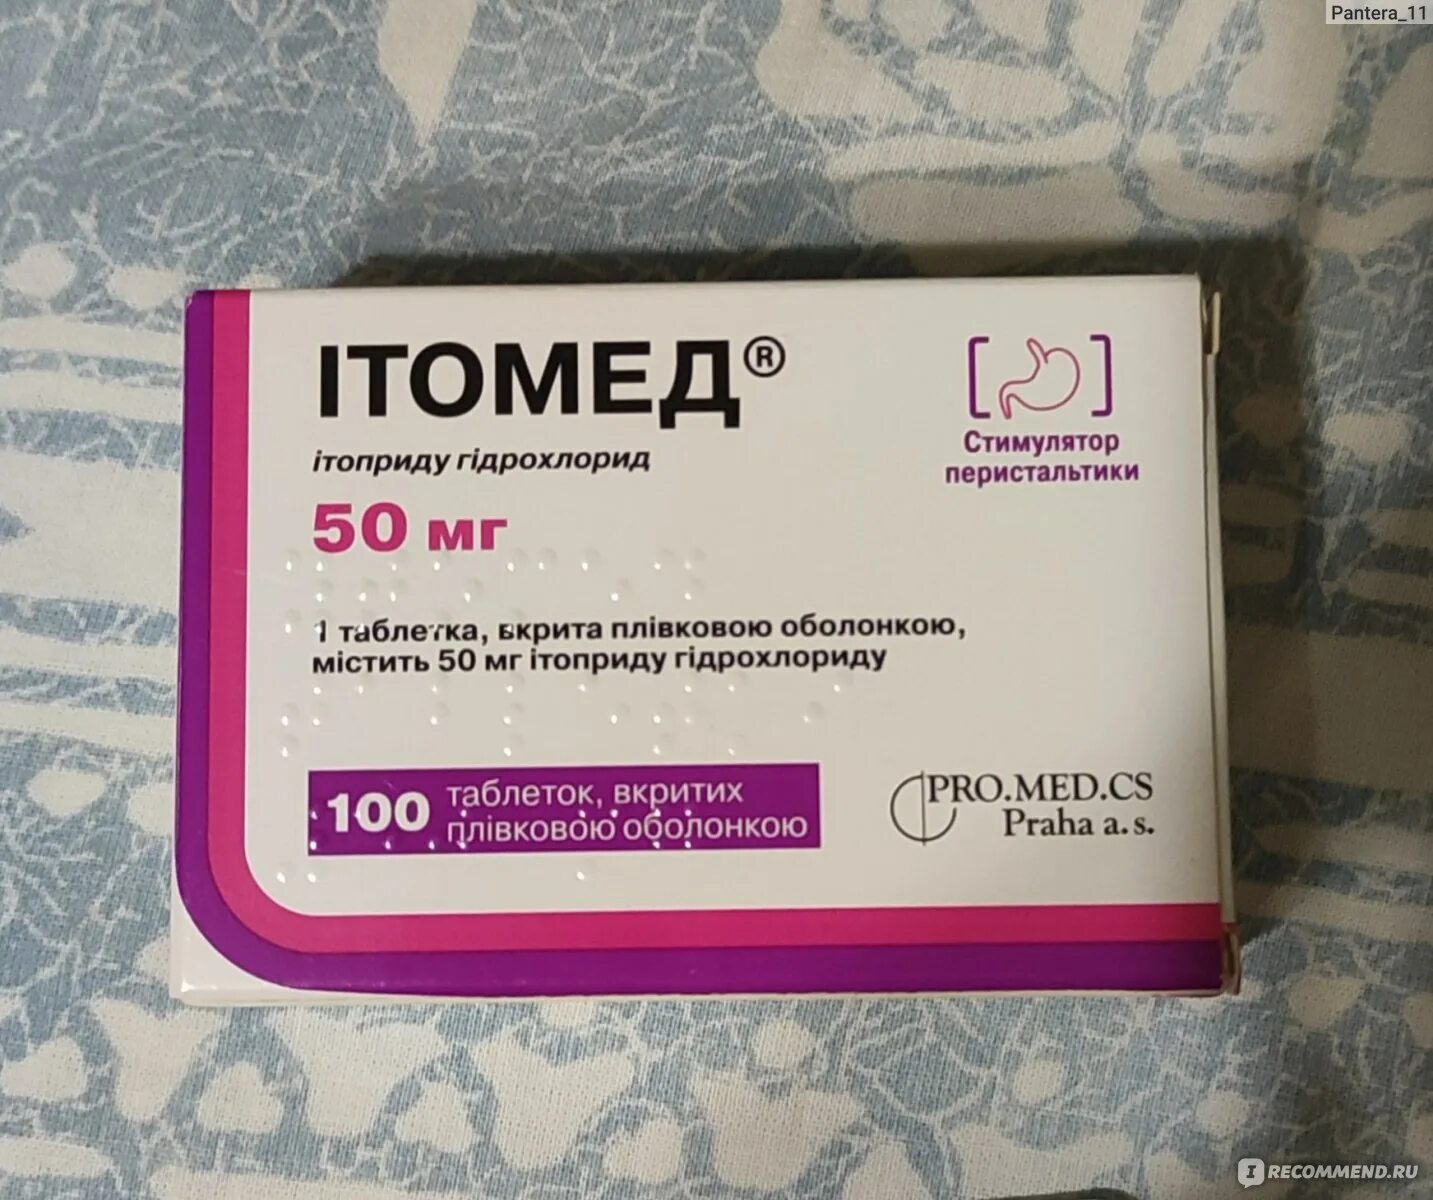 Pantera_11
ІТОМЕД®
ітоприду гідрохлорид
50 мг
Стимулятор
перистальтики
1 таблетка, вкрита плівковою оболонкою,
містить 50 мг ітоприду гідрохлориду
100 таблеток, вкритих
плівковою оболонкою
PRO.MED.CS
Praha a. s.
IRECOMMEND.RU